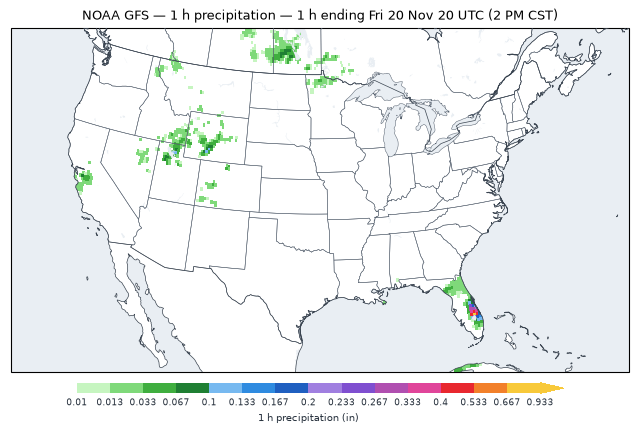 NOAA GFS — 1 h precipitation — 1 h ending Fri 20 Nov 20 UTC (2 PM CST)
0.01 0.013 0.033 0.067 0.1 0.133 0.167 0.2 0.233 0.267 0.333 0.4 0.533 0.667 0.933
1 h precipitation (in)